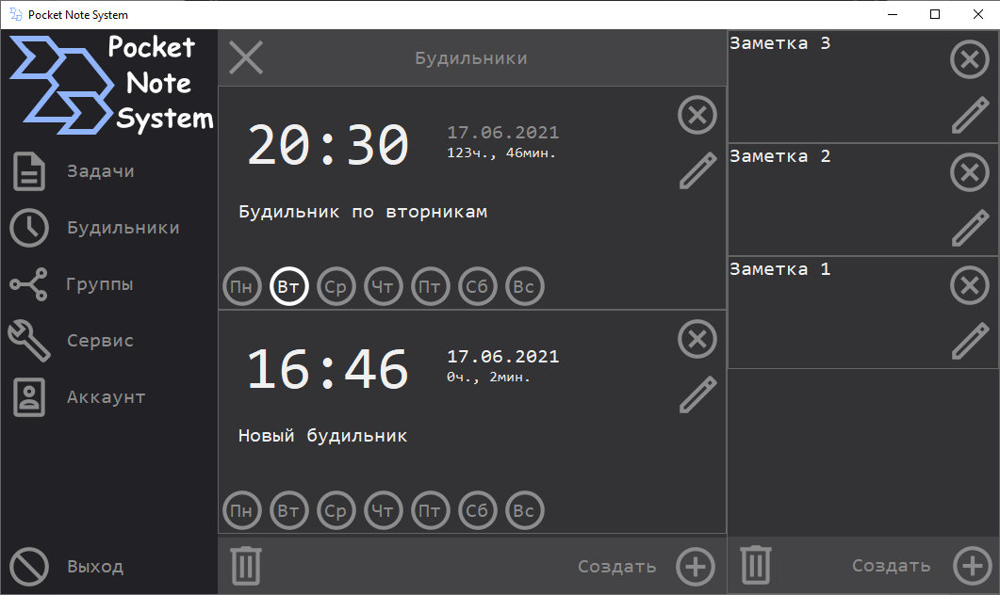 Pocket Note System
Pocket
Note
System
Задачи
Будильники
Группы
Сервис
Аккаунт
Выход
Будильники
20:30
17.06.2021
123ч., 46мин.
Будильник по вторникам
Пн Вт Ср Чт Пт Сб Вс
16:46
17.06.2021
0ч., 2мин.
Новый будильник
Пн Вт Ср Чт Пт Сб Вс
Создать
Заметка 3
Заметка 2
Заметка 1
Создать